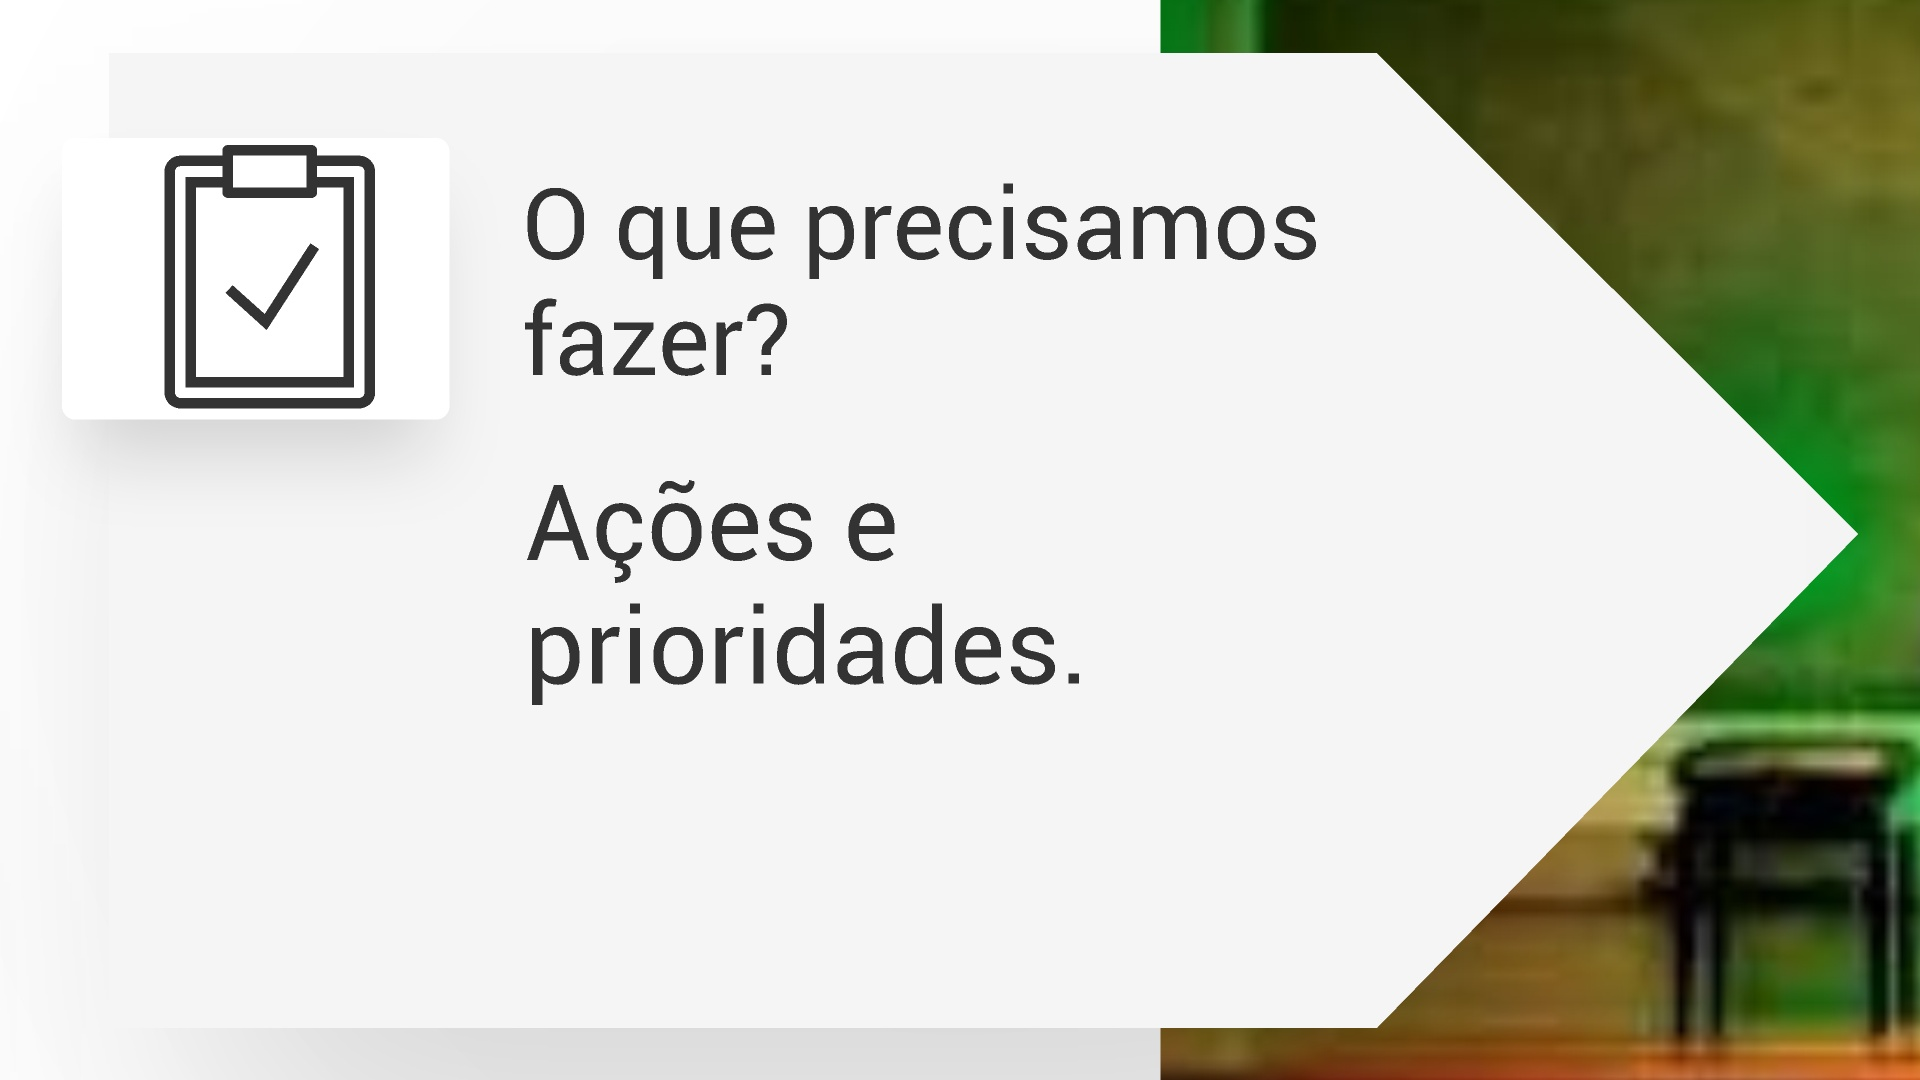 O que precisamos
fazer?
Ações e
prioridades.